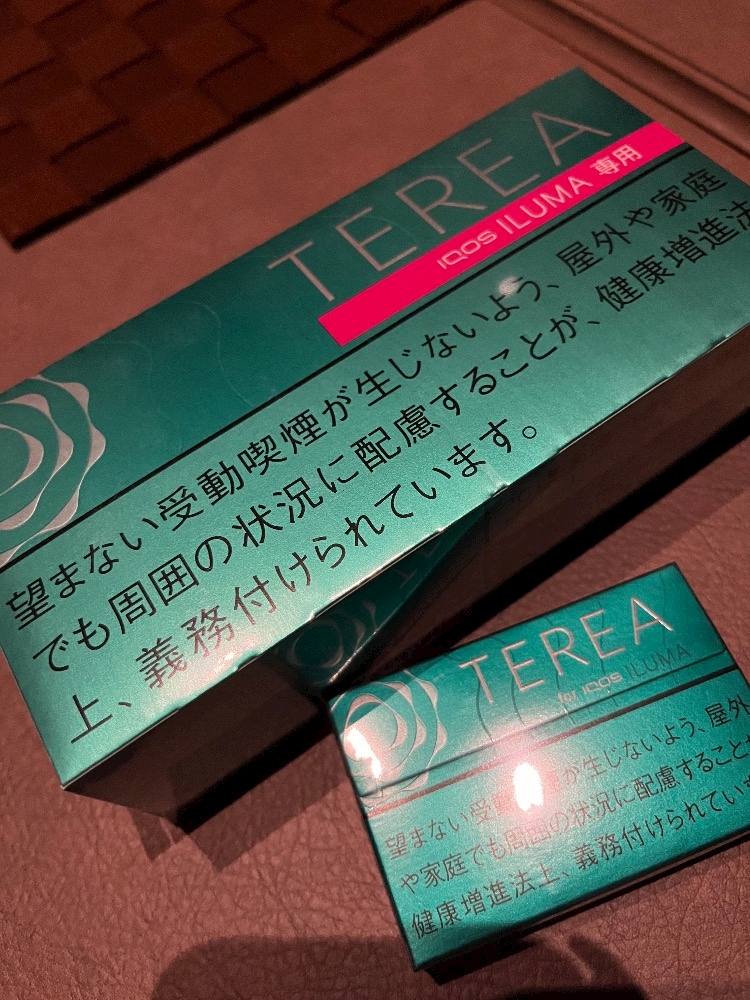 TEREA
IQOS ILUMA 専用
望まない受動喫煙が生じないよう、屋外や家庭
でも周囲の状況に配慮することが、健康増進法
上、義務付けられています。
TEREA
for IQOS ILUMA
望まない受動が生じないよう、屋外
や家庭でも周囲の状況に配慮すること
健康増進法上、義務付けられてい